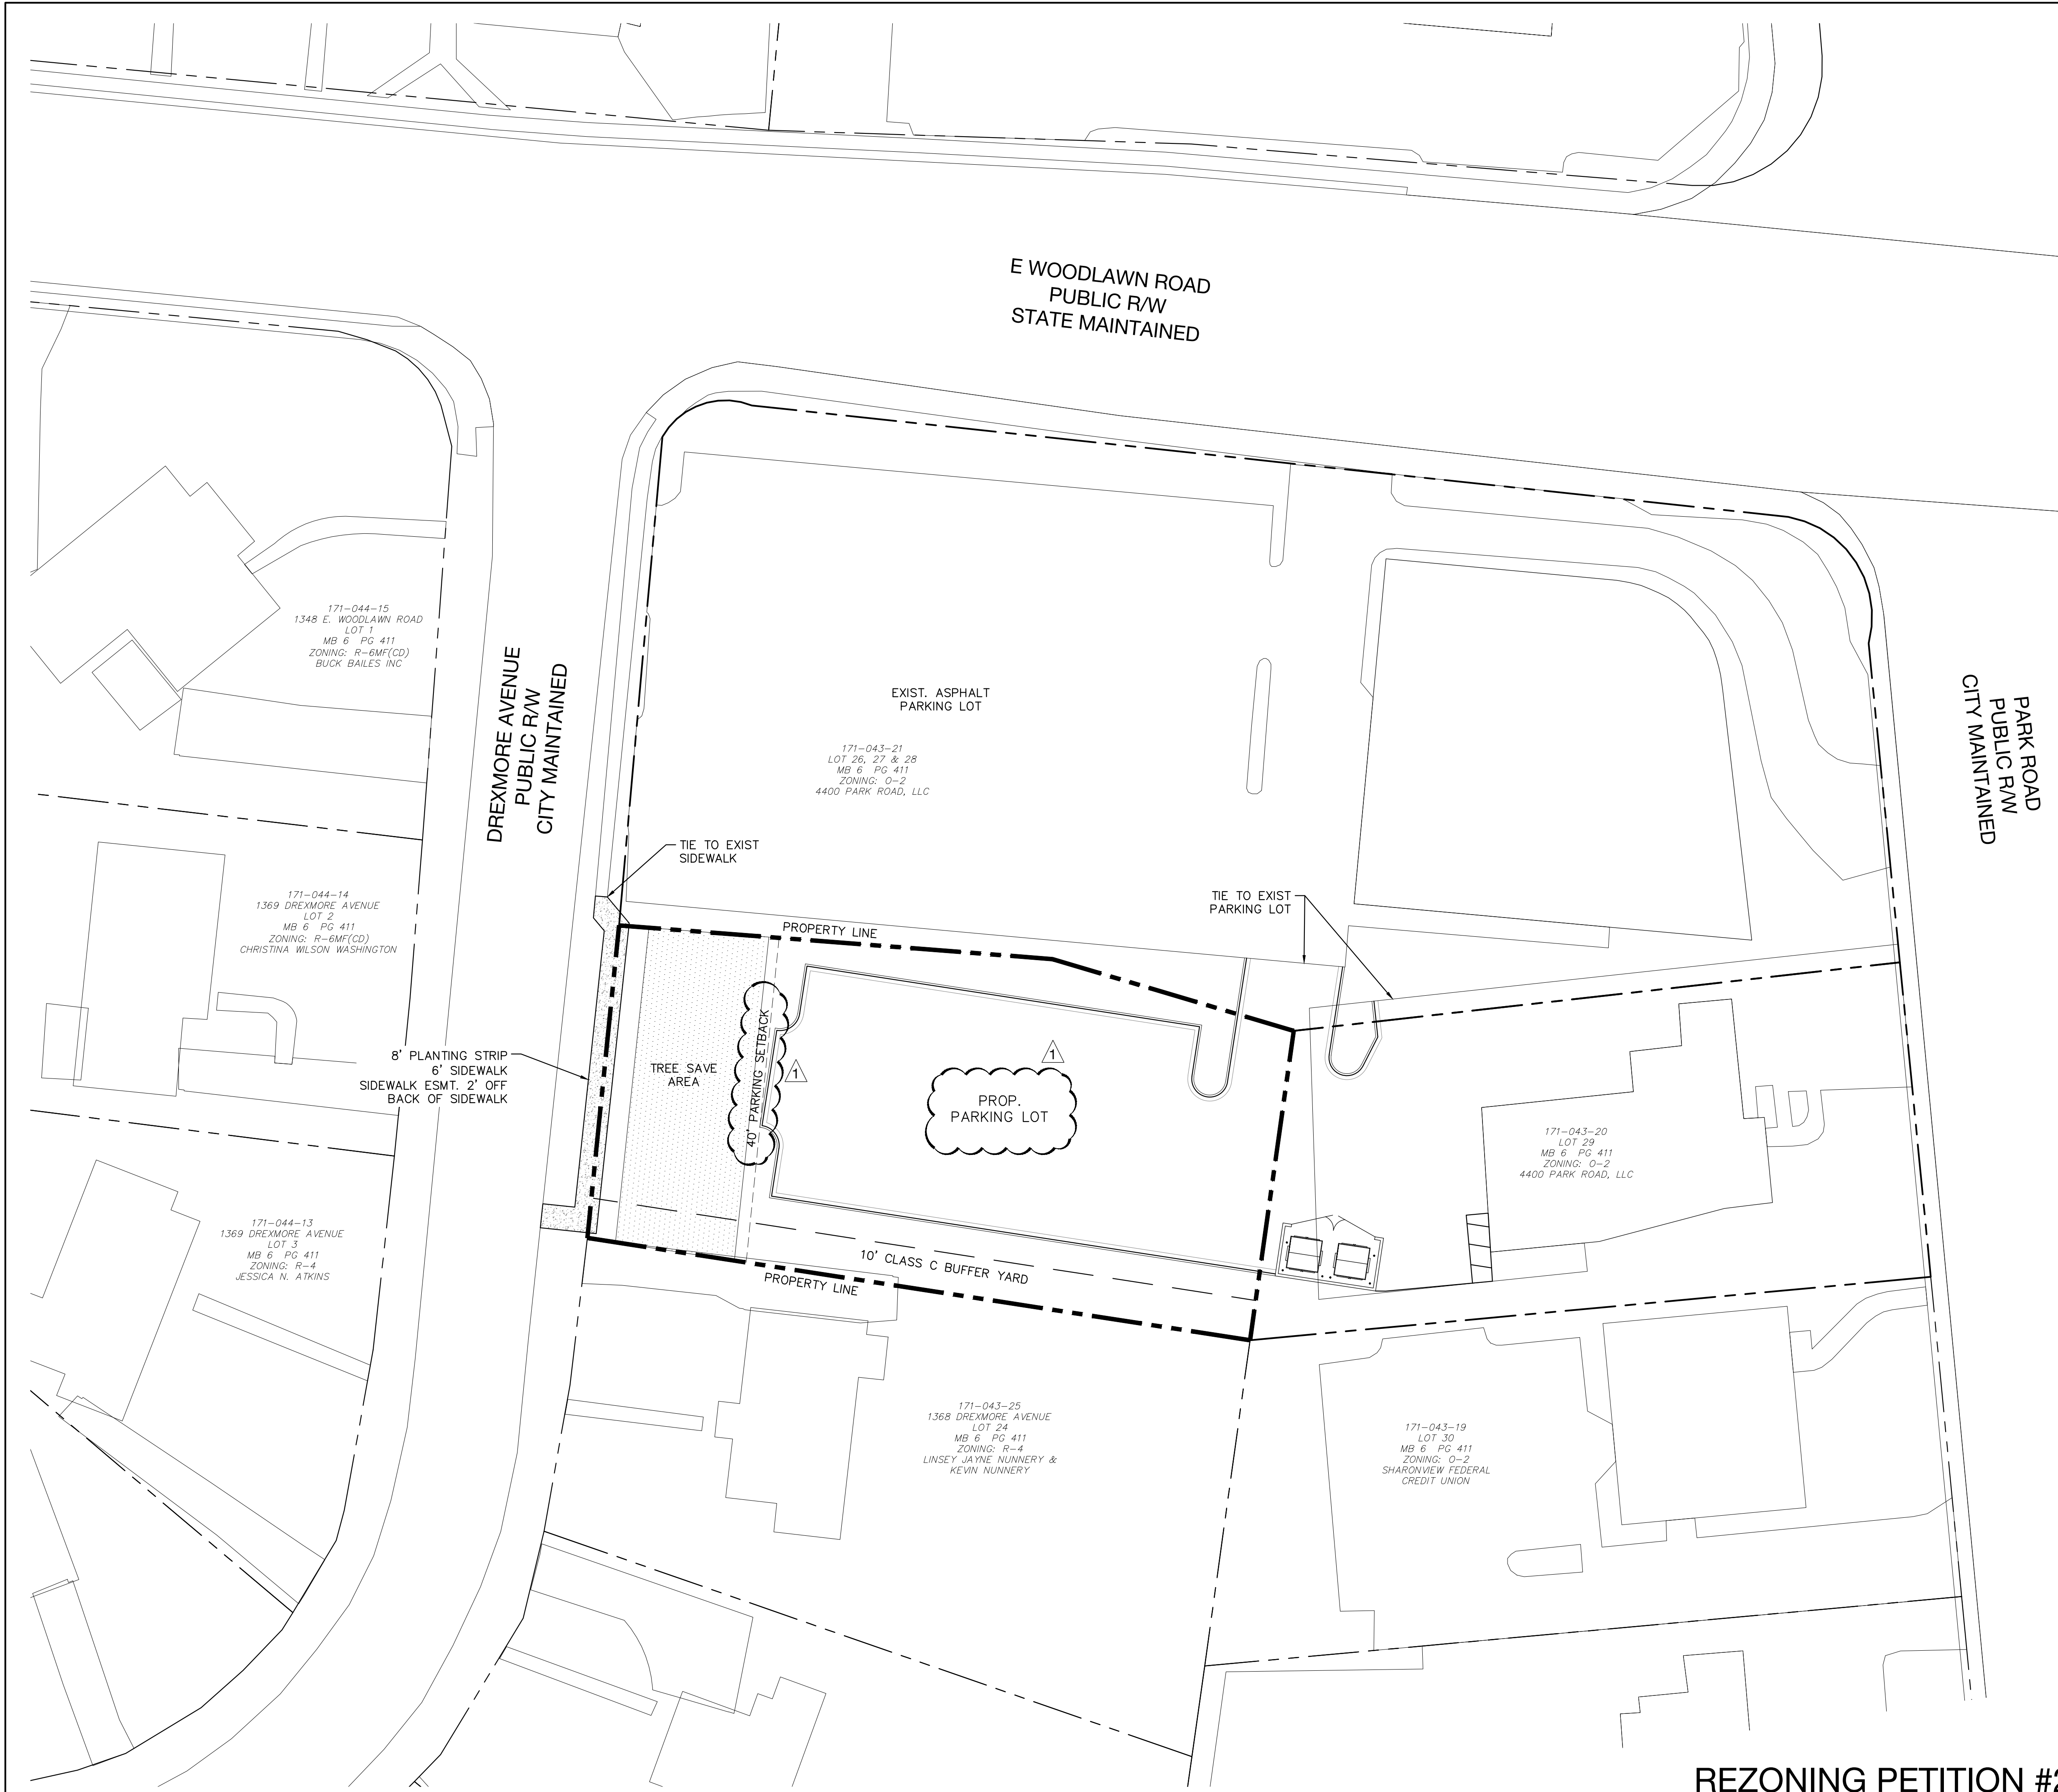 E WOODLAWN ROAD
PUBLIC R/W
STATE MAINTAINED
171-044-15
1348 E. WOODLAWN ROAD
LOT 1
MB 6 PG 411
ZONING: R-6MF(CD)
BUCK BAILES INC
DREXMORE AVENUE
PUBLIC R/W
CITY MAINTAINED
EXIST. ASPHALT
PARKING LOT
171-043-21
LOT 26, 27 & 28
MB 6 PG 411
ZONING: O-2
4400 PARK ROAD, LLC
PARK ROAD
PUBLIC R/W
CITY MAINTAINED
TIE TO EXIST
SIDEWALK
171-044-14
1369 DREXMORE AVENUE
LOT 2
MB 6 PG 411
ZONING: R-6MF(CD)
CHRISTINA WILSON WASHINGTON
TIE TO EXIST
PARKING LOT
PROPERTY LINE
8' PLANTING STRIP
6' SIDEWALK
SIDEWALK ESMT. 2' OFF
BACK OF SIDEWALK
TREE SAVE
AREA
40' PARKING SETBACK
1
1
PROP.
PARKING LOT
171-043-20
LOT 29
MB 6 PG 411
ZONING: O-2
4400 PARK ROAD, LLC
171-044-13
1369 DREXMORE AVENUE
LOT 3
MB 6 PG 411
ZONING: R-4
JESSICA N. ATKINS
10' CLASS C BUFFER YARD
PROPERTY LINE
171-043-25
1368 DREXMORE AVENUE
LOT 24
MB 6 PG 411
ZONING: R-4
LINSEY JAYNE NUNNERY &
KEVIN NUNNERY
171-043-19
LOT 30
MB 6 PG 411
ZONING: O-2
SHARONVIEW FEDERAL
CREDIT UNION
REZONING PETITION #2